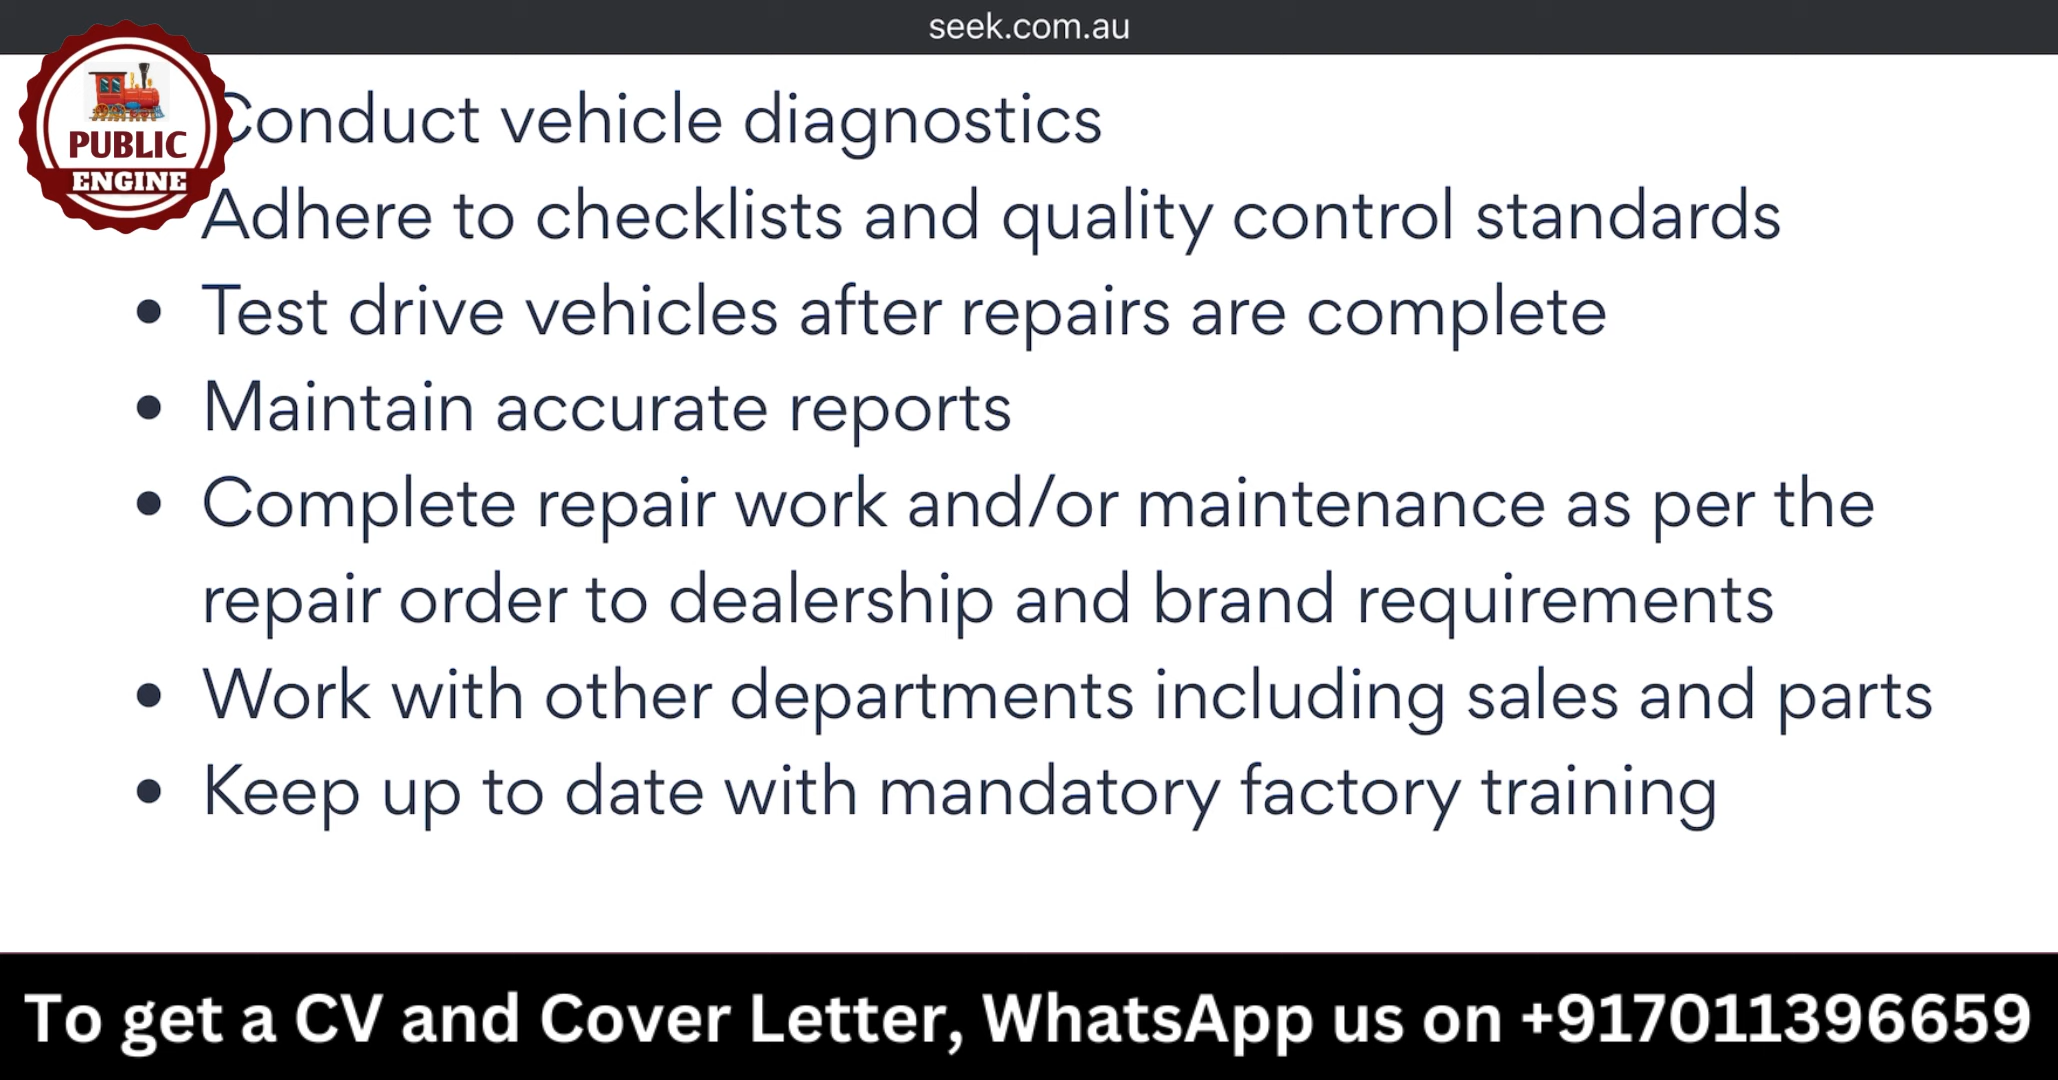 seek.com.au
PUBLIC
ENGINE
Conduct vehicle diagnostics
Adhere to checklists and quality control standards
• Test drive vehicles after repairs are complete
• Maintain accurate reports
• Complete repair work and/or maintenance as per the
repair order to dealership and brand requirements
• Work with other departments including sales and parts
• Keep up to date with mandatory factory training
To get a CV and Cover Letter, WhatsApp us on +917011396659